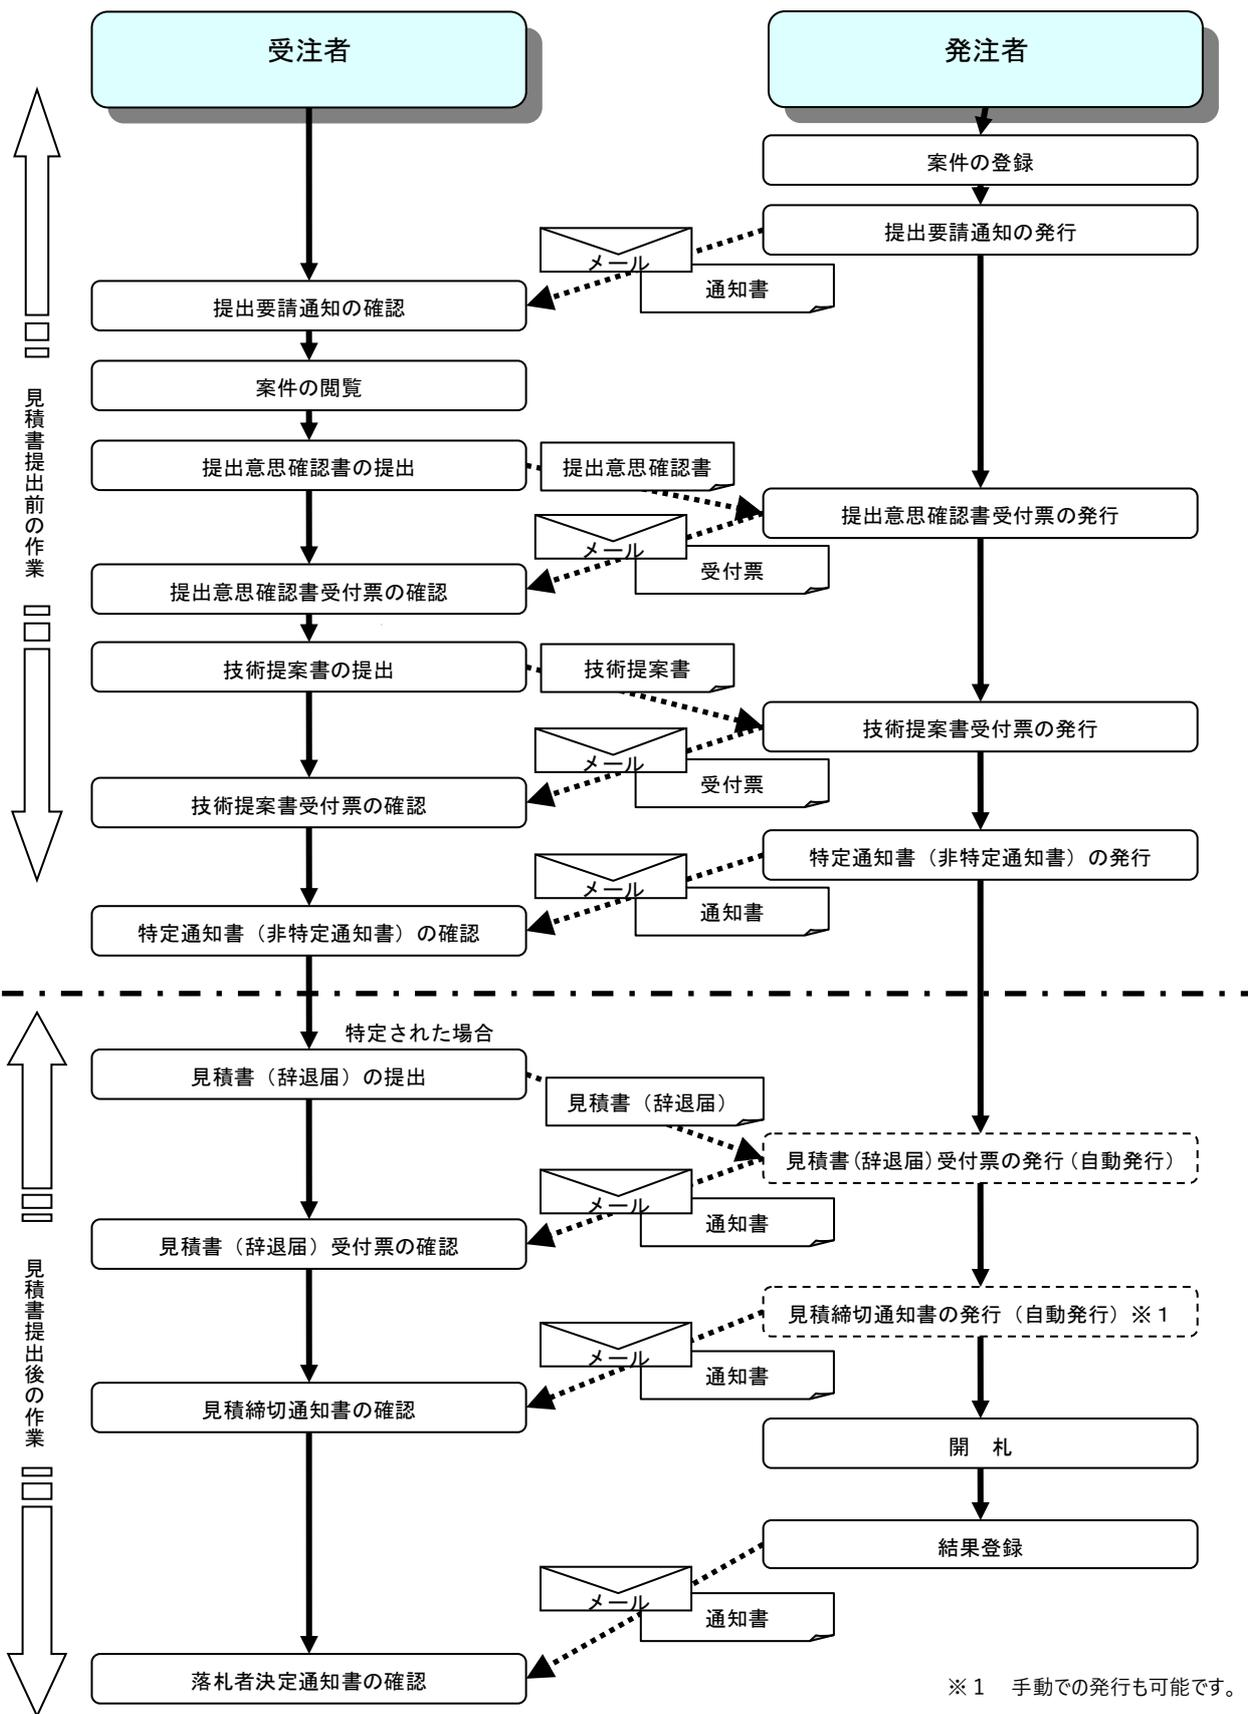 受注者
発注者
案件の登録
提出要請通知の発行
メール
通知書
提出要請通知の確認
案件の閲覧
提出意思確認書の提出
提出意思確認書
提出意思確認書受付票の発行
メール
受付票
提出意思確認書受付票の確認
技術提案書の提出
技術提案書
技術提案書受付票の発行
メール
受付票
技術提案書受付票の確認
特定通知書（非特定通知書）の発行
メール
通知書
特定通知書（非特定通知書）の確認
見積書提出前の作業
特定された場合
見積書（辞退届）の提出
見積書（辞退届）
見積書（辞退届）受付票の発行（自動発行）
メール
通知書
見積書（辞退届）受付票の確認
見積締切通知書の発行（自動発行）※１
メール
通知書
見積締切通知書の確認
開　札
結果登録
メール
通知書
落札者決定通知書の確認
見積書提出後の作業
※１　手動での発行も可能です。